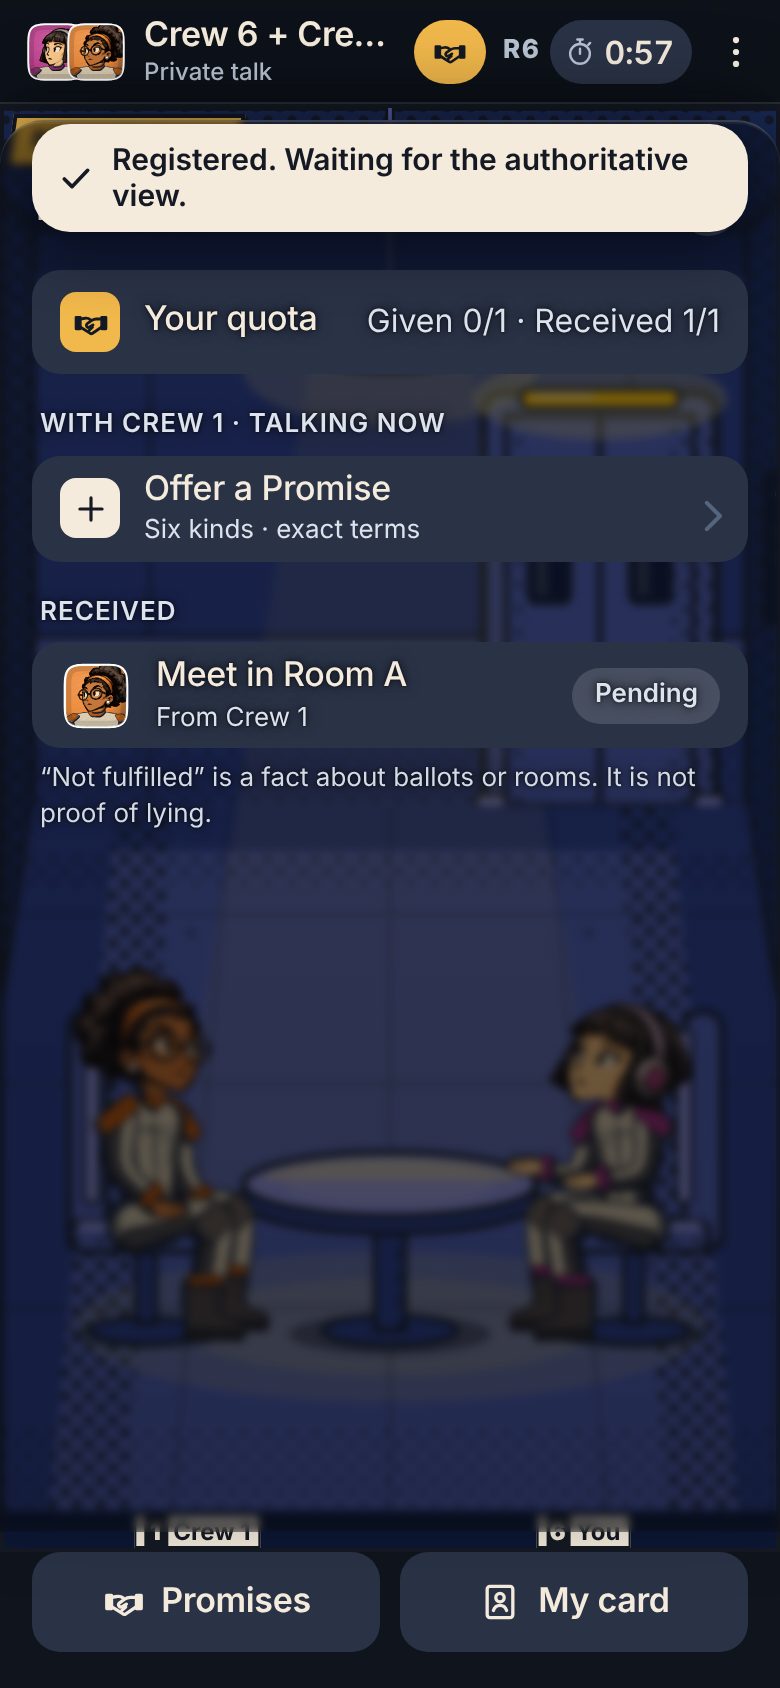 Crew 6 + Cre...
Private talk
R6
0:57
Registered. Waiting for the authoritative
view.
Your quota
Given 0/1 · Received 1/1
WITH CREW 1 · TALKING NOW
Offer a Promise
Six kinds · exact terms
RECEIVED
Meet in Room A
From Crew 1
Pending
“Not fulfilled” is a fact about ballots or rooms. It is not
proof of lying.
1 Crew 1
6 You
Promises
My card